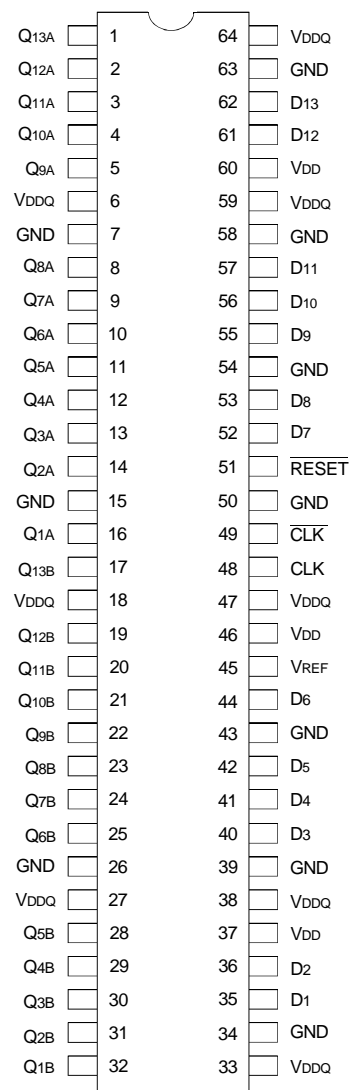 Q13A 1 64 VDDQ
Q12A 2 63 GND
Q11A 3 62 D13
Q10A 4 61 D12
Q9A 5 60 VDD
VDDQ 6 59 VDDQ
GND 7 58 GND
Q8A 8 57 D11
Q7A 9 56 D10
Q6A 10 55 D9
Q5A 11 54 GND
Q4A 12 53 D8
Q3A 13 52 D7
Q2A 14 51 RESET
GND 15 50 GND
Q1A 16 49 CLK
Q13B 17 48 CLK
VDDQ 18 47 VDDQ
Q12B 19 46 VDD
Q11B 20 45 VREF
Q10B 21 44 D6
Q9B 22 43 GND
Q8B 23 42 D5
Q7B 24 41 D4
Q6B 25 40 D3
GND 26 39 GND
VDDQ 27 38 VDDQ
Q5B 28 37 VDD
Q4B 29 36 D2
Q3B 30 35 D1
Q2B 31 34 GND
Q1B 32 33 VDDQ